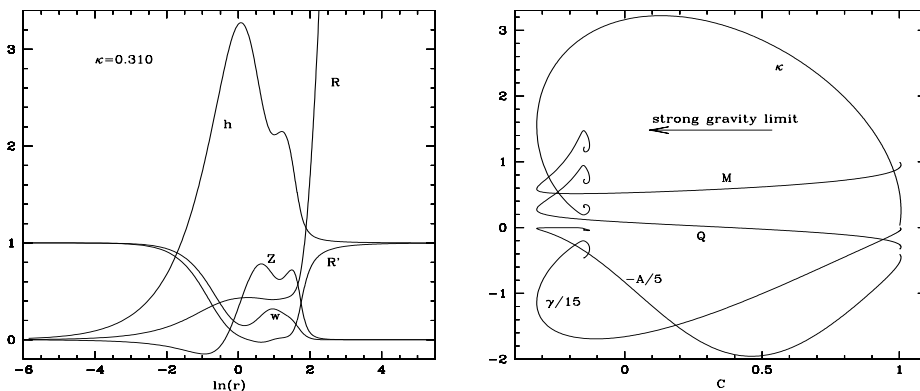 κ=0.310
h
R
Z
R'
w
3
2
1
0
−6 −4 −2 0 2 4
ln(r)
κ
strong gravity limit
M
Q
−A/5
γ/15
3
2
1
0
−1
−2
0 0.5 1
C